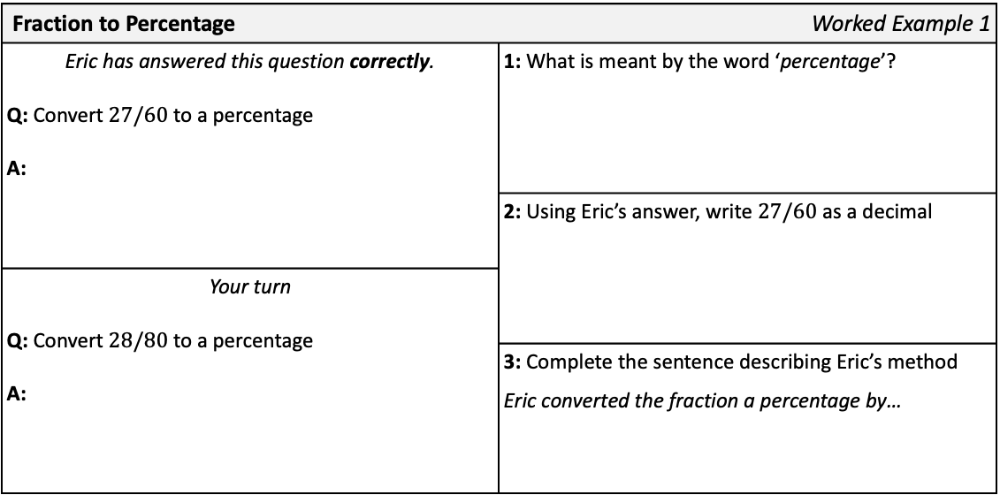 Fraction to Percentage
Worked Example 1
Eric has answered this question correctly.
Q: Convert 27/60 to a percentage
A:
Your turn
Q: Convert 28/80 to a percentage
A:
1: What is meant by the word ‘percentage’?
2: Using Eric’s answer, write 27/60 as a decimal
3: Complete the sentence describing Eric’s method
Eric converted the fraction a percentage by…